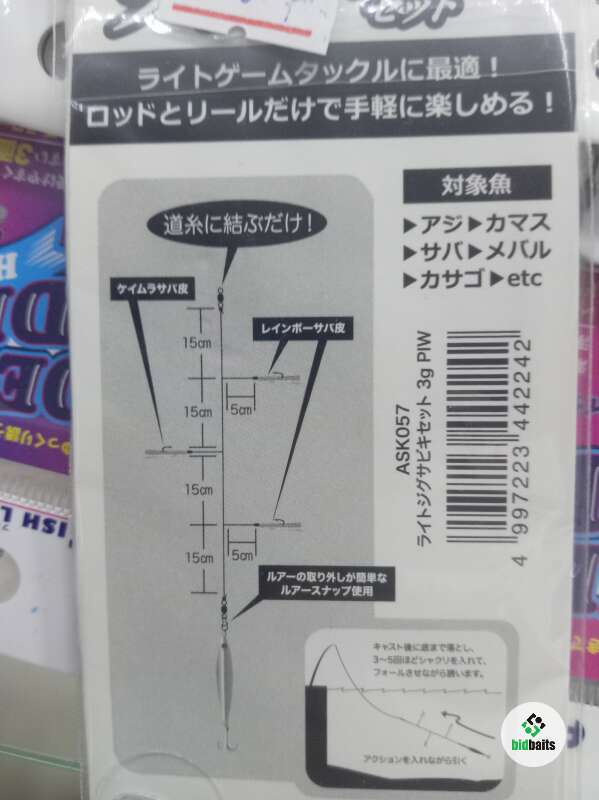 セット
ライトゲームタックルに最適！
ロッドとリールだけで手軽に楽しめる！
対象魚
▶アジ▶カマス
▶サバ▶メバル
▶カサゴ▶etc
道糸に結ぶだけ！
ケイムラサバ皮
レインボーサバ皮
15cm
5cm
15cm
15cm
5cm
15cm
ルアーの取り外しが簡単な
ルアースナップ使用
ASK057
ライトジグサビキセット 3g PIW
4 997223 442242
キャスト後に底まで落とし、
3～5回ほどシャクリを入れて、
フォールさせながら誘います。
アクションを入れながら引く
bidbaits